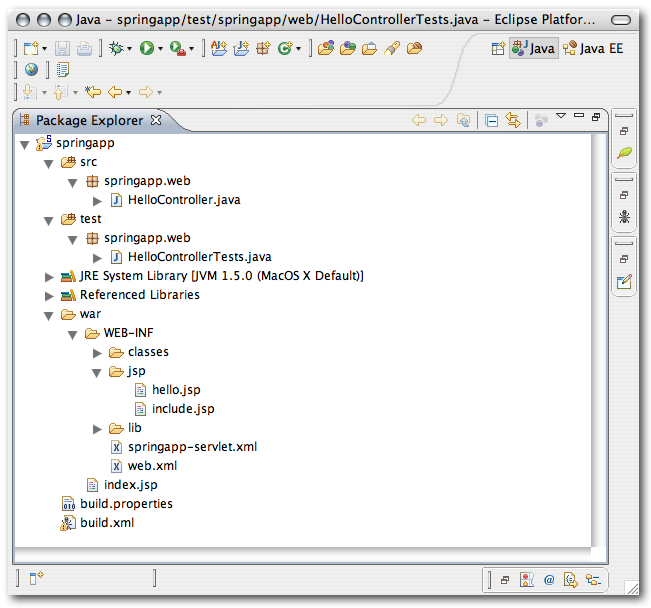 Java – springapp/test/springapp/web/HelloControllerTests.java – Eclipse Platfor...
Java
Java EE
Package Explorer
springapp
src
springapp.web
HelloController.java
test
springapp.web
HelloControllerTests.java
JRE System Library [JVM 1.5.0 (MacOS X Default)]
Referenced Libraries
war
WEB-INF
classes
jsp
hello.jsp
include.jsp
lib
springapp-servlet.xml
web.xml
index.jsp
build.properties
build.xml